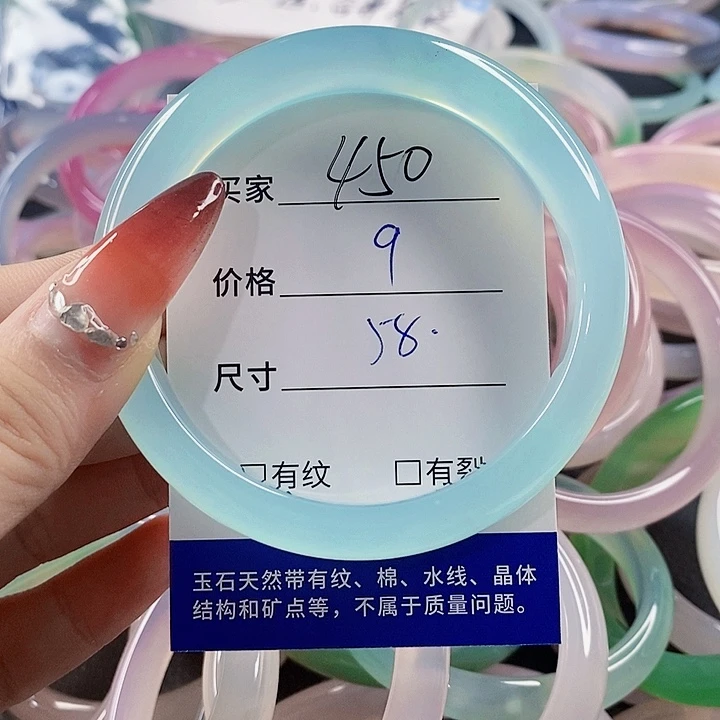 买家 450
价格 9
尺寸 58.
□有纹 □有裂
玉石天然带有纹、棉、水线、晶体
结构和矿点等，不属于质量问题。